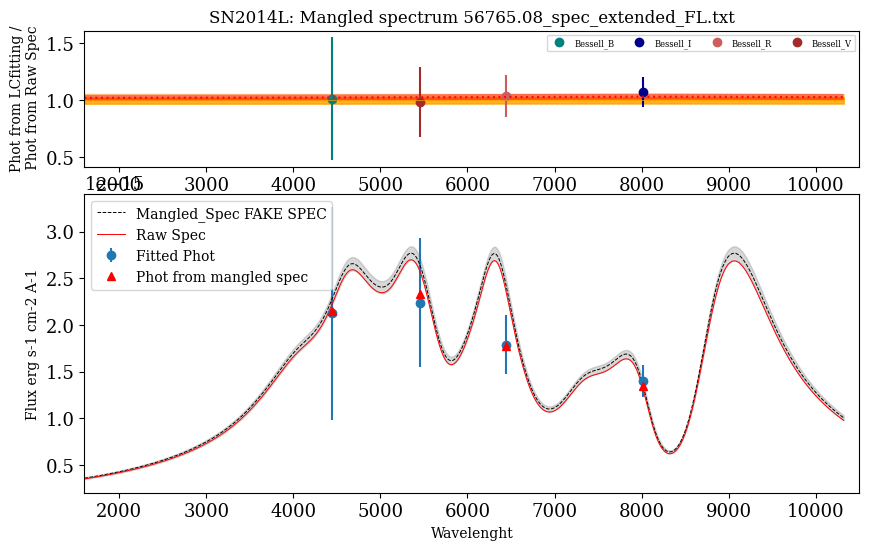 SN2014L: Mangled spectrum 56765.08_spec_extended_FL.txt
Phot from LCfitting /
Phot from Raw Spec
1.5
1.0
0.5
Bessell_B Bessell_I Bessell_R Bessell_V
2000 3000 4000 5000 6000 7000 8000 9000 10000
1e−15
Mangled_Spec FAKE SPEC
Raw Spec
Fitted Phot
Phot from mangled spec
Flux erg s-1 cm-2 A-1
3.0
2.5
2.0
1.5
1.0
0.5
2000 3000 4000 5000 6000 7000 8000 9000 10000
Wavelenght